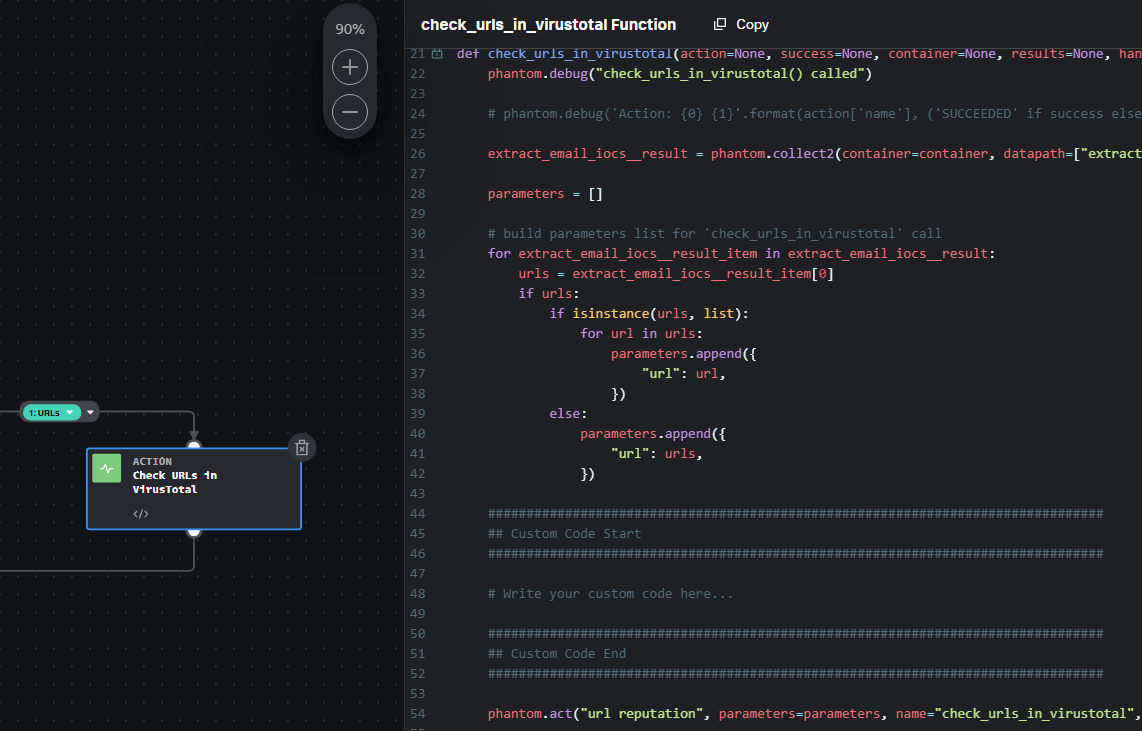 90%
1: URLs
ACTION
Check URLs in
VirusTotal
</>
check_urls_in_virustotal Function
Copy
21 def check_urls_in_virustotal(action=None, success=None, container=None, results=None, han
22 phantom.debug("check_urls_in_virustotal() called")
23
24 # phantom.debug('Action: {0} {1}'.format(action['name'], ('SUCCEEDED' if success else
25
26 extract_email_iocs__result = phantom.collect2(container=container, datapath=["extract
27
28 parameters = []
29
30 # build parameters list for 'check_urls_in_virustotal' call
31 for extract_email_iocs__result_item in extract_email_iocs__result:
32 urls = extract_email_iocs__result_item[0]
33 if urls:
34 if isinstance(urls, list):
35 for url in urls:
36 parameters.append({
37 "url": url,
38 })
39 else:
40 parameters.append({
41 "url": urls,
42 })
43
44 ################################################################################
45 ## Custom Code Start
46 ################################################################################
47
48 # Write your custom code here...
49
50 ################################################################################
51 ## Custom Code End
52 ################################################################################
53
54 phantom.act("url reputation", parameters=parameters, name="check_urls_in_virustotal",